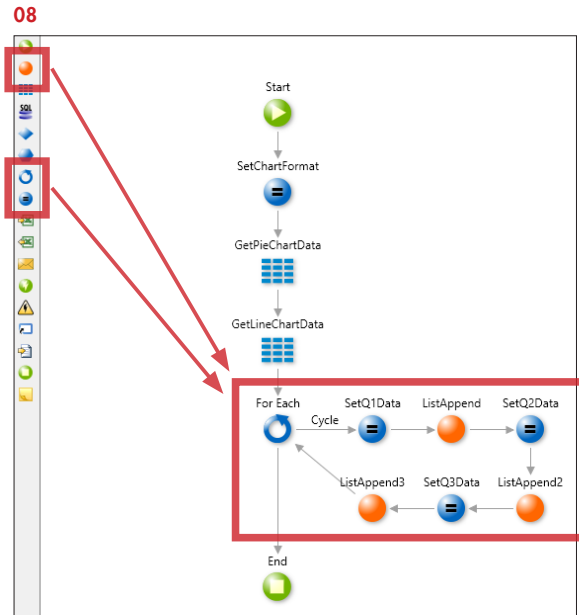 08
SQL
Start
SetChartFormat
GetPieChartData
GetLineChartData
For Each
Cycle
SetQ1Data
ListAppend
SetQ2Data
ListAppend3
SetQ3Data
ListAppend2
End